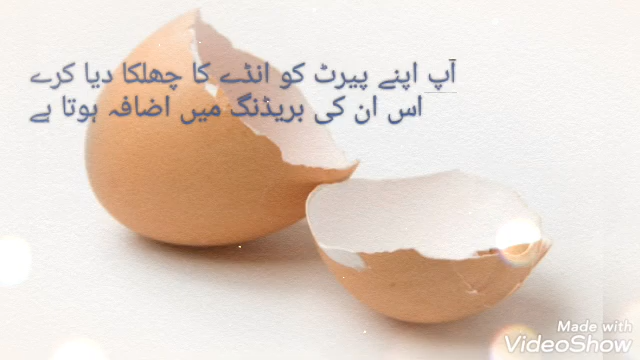 آپ اپنے پیرٹ کو انڈے کا چھلکا دیا کرے
اس ان کی بریڈنگ میں اضافہ ہوتا ہے
Made with
VideoShow